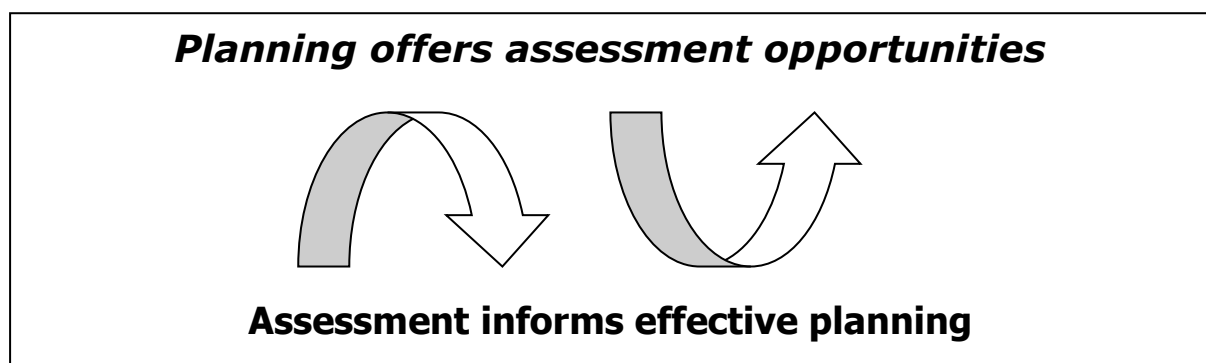 Planning offers assessment opportunities
Assessment informs effective planning